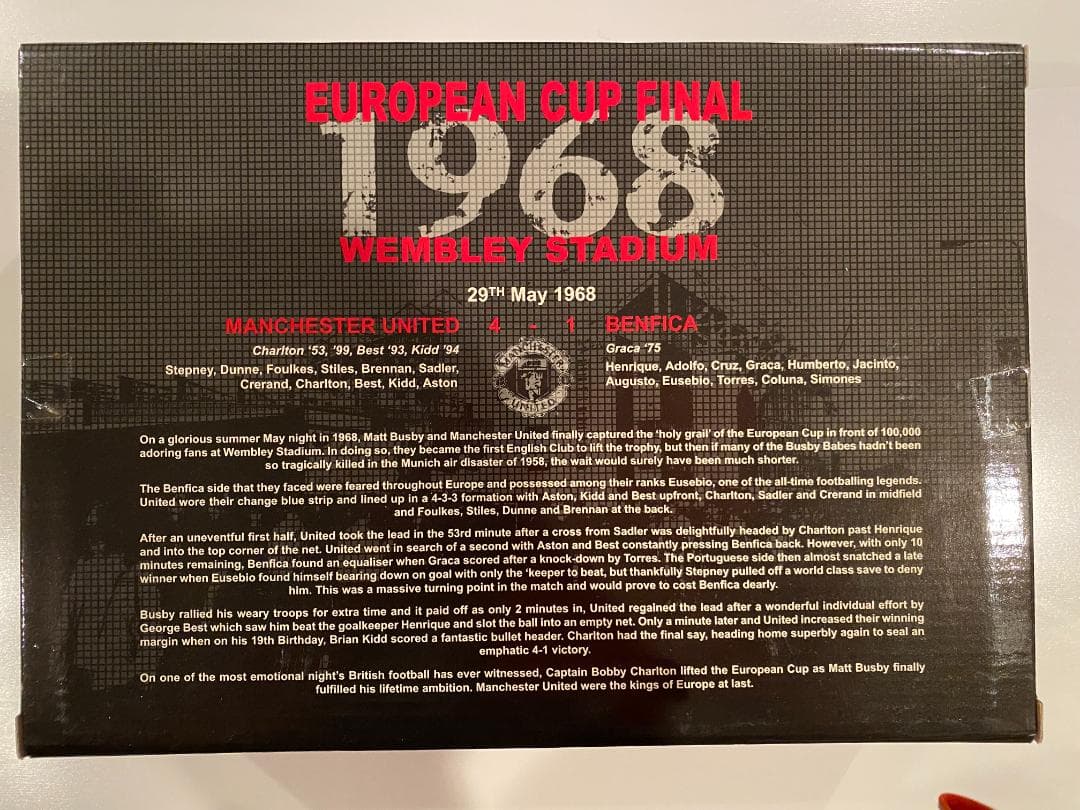 EUROPEAN CUP FINAL
1968
WEMBLEY STADIUM
29TH May 1968
MANCHESTER UNITED 4 - 1 BENFICA
Charlton ‘53, ’99, Best ‘93, Kidd ’94
Graca ‘75
Stepney, Dunne, Foulkes, Stiles, Brennan, Sadler,
Crerand, Charlton, Best, Kidd, Aston
Henrique, Adolfo, Cruz, Graca, Humberto, Jacinto,
Augusto, Eusebio, Torres, Coluna, Simones
MANCHESTER
UNITED
On a glorious summer May night in 1968, Matt Busby and Manchester United finally captured the ‘holy grail’ of the European Cup in front of 100,000
adoring fans at Wembley Stadium. In doing so, they became the first English Club to lift the trophy, but then if many of the Busby Babes hadn’t been
so tragically killed in the Munich air disaster of 1958, the wait would surely have been much shorter.
The Benfica side that they faced were feared throughout Europe and possessed among their ranks Eusebio, one of the all-time footballing legends.
United wore their change blue strip and lined up in a 4-3-3 formation with Aston, Kidd and Best upfront, Charlton, Sadler and Crerand in midfield
and Foulkes, Stiles, Dunne and Brennan at the back.
After an uneventful first half, United took the lead in the 53rd minute after a cross from Sadler was delightfully headed by Charlton past Henrique
and into the top corner of the net. United went in search of a second with Aston and Best constantly pressing Benfica back. However, with only 10
minutes remaining, Benfica found an equaliser when Graca scored after a knock-down by Torres. The Portuguese side then almost snatched a late
winner when Eusebio found himself bearing down on goal with only the ‘keeper to beat, but thankfully Stepney pulled off a world class save to deny
him. This was a massive turning point in the match and would prove to cost Benfica dearly.
Busby rallied his weary troops for extra time and it paid off as only 2 minutes in, United regained the lead after a wonderful individual effort by
George Best which saw him beat the goalkeeper Henrique and slot the ball into an empty net. Only a minute later and United increased their winning
margin when on his 19th Birthday, Brian Kidd scored a fantastic bullet header. Charlton had the final say, heading home superbly again to seal an
emphatic 4-1 victory.
On one of the most emotional night’s British football has ever witnessed, Captain Bobby Charlton lifted the European Cup as Matt Busby finally
fulfilled his lifetime ambition. Manchester United were the kings of Europe at last.